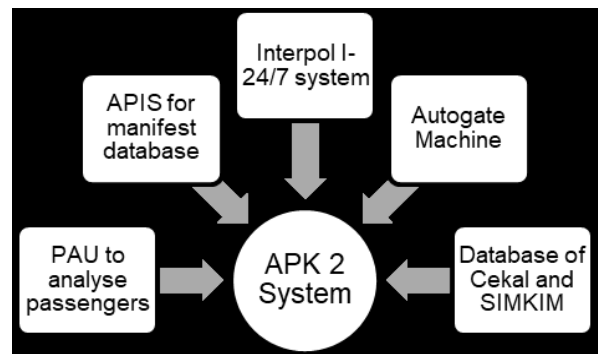 Interpol I-
24/7 system
APIS for
manifest
database
Autogate
Machine
PAU to
analyse
passengers
APK 2
System
Database of
Cekal and
SIMKIM